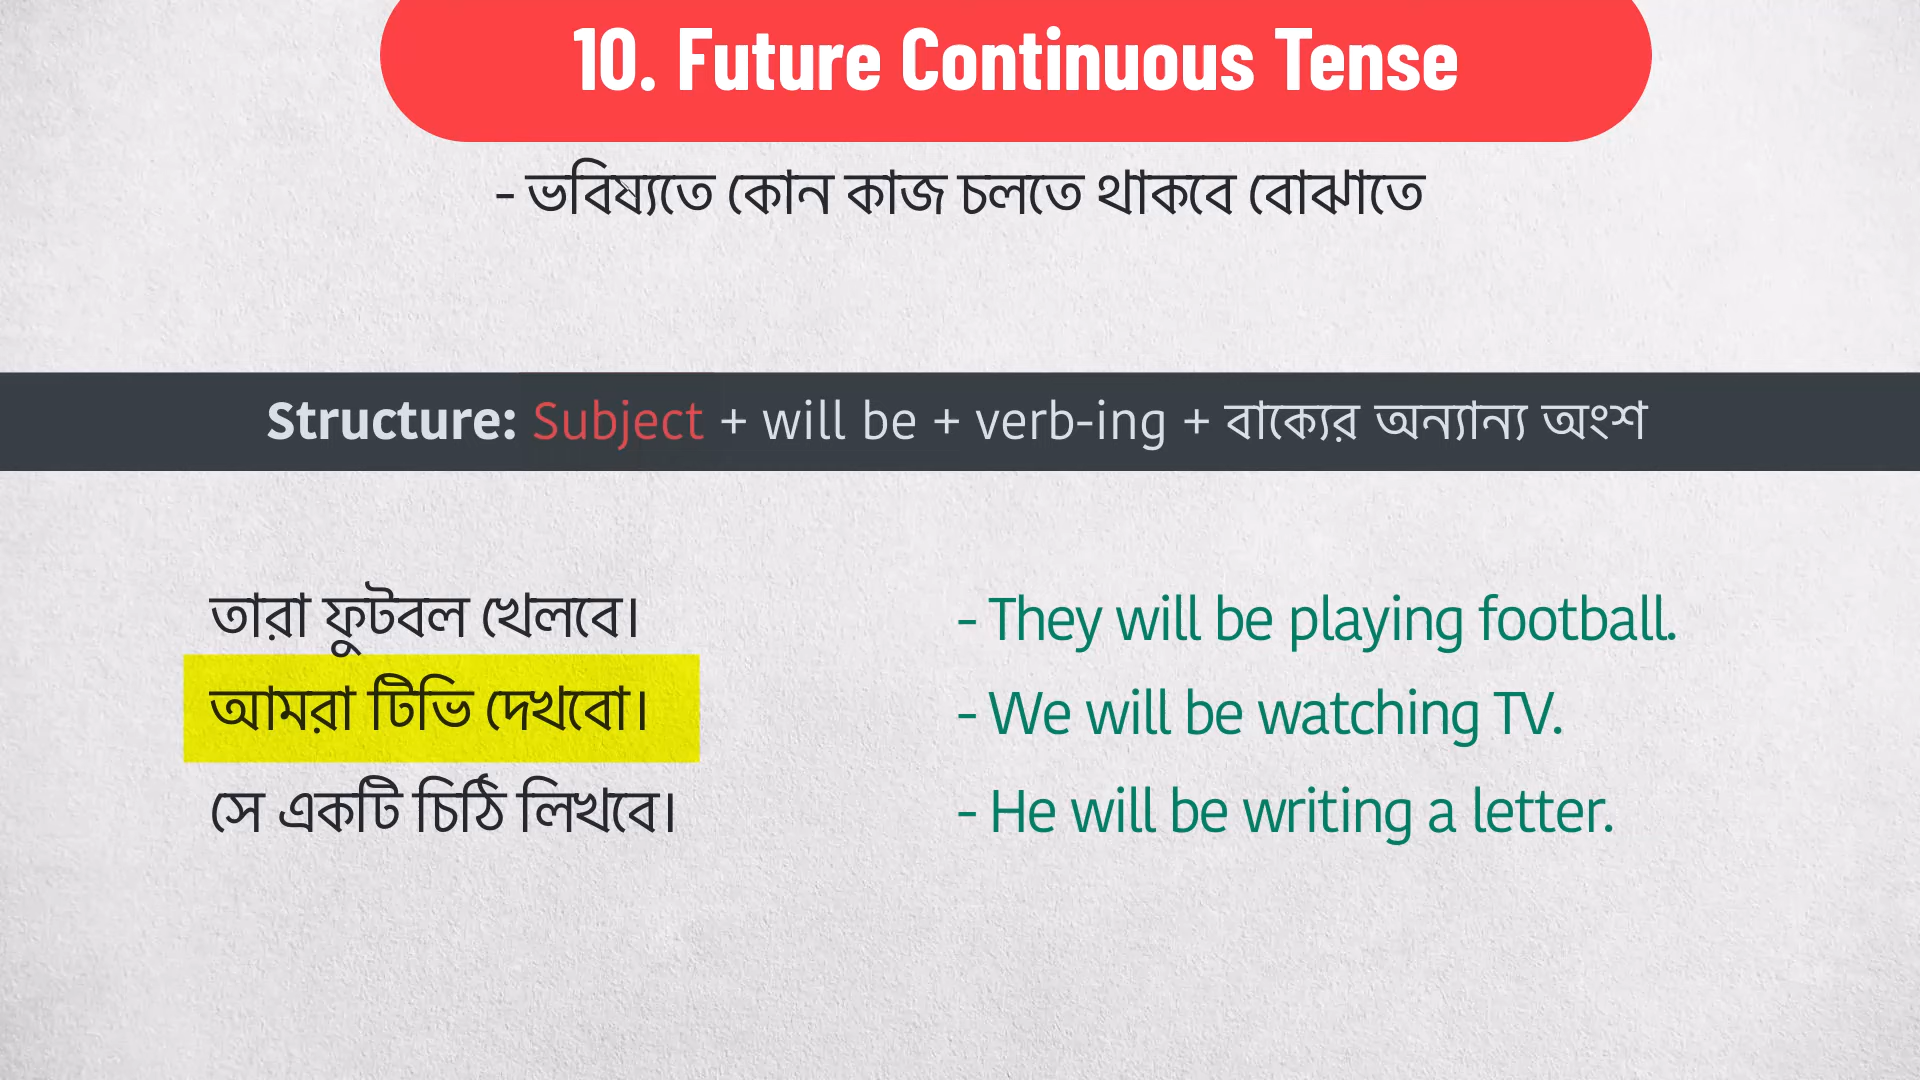 10. Future Continuous Tense
- ভবিষ্যতে কোন কাজ চলতে থাকবে বোঝাতে
Structure: Subject + will be + verb-ing + বাক্যের অন্যান্য অংশ
তারা ফুটবল খেলবে। - They will be playing football.
আমরা টিভি দেখবো। - We will be watching TV.
সে একটি চিঠি লিখবে। - He will be writing a letter.